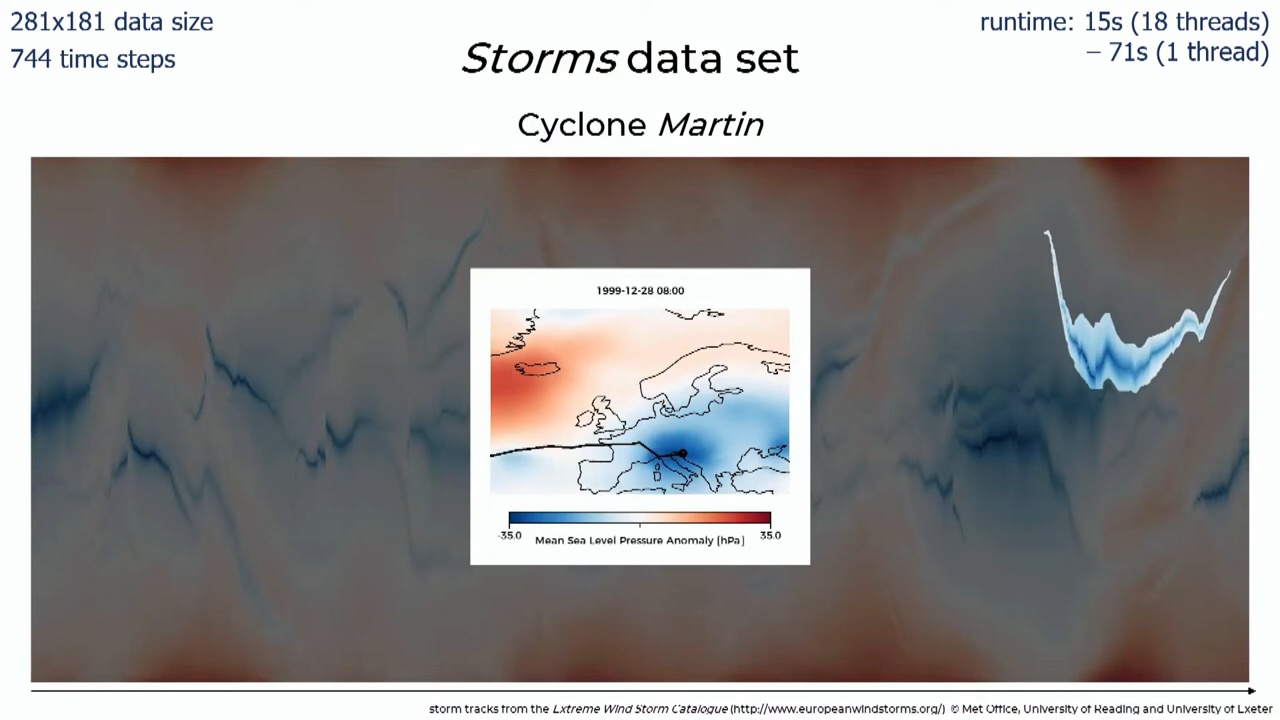 281x181 data size
744 time steps
runtime: 15s (18 threads)
– 71s (1 thread)
Storms data set
Cyclone Martin
1999-12-28 08:00
-35.0
35.0
Mean Sea Level Pressure Anomaly [hPa]
storm tracks from the Extreme Wind Storm Catalogue (http://www.europeanwindstorms.org/) © Met Office, University of Reading and University of Exeter